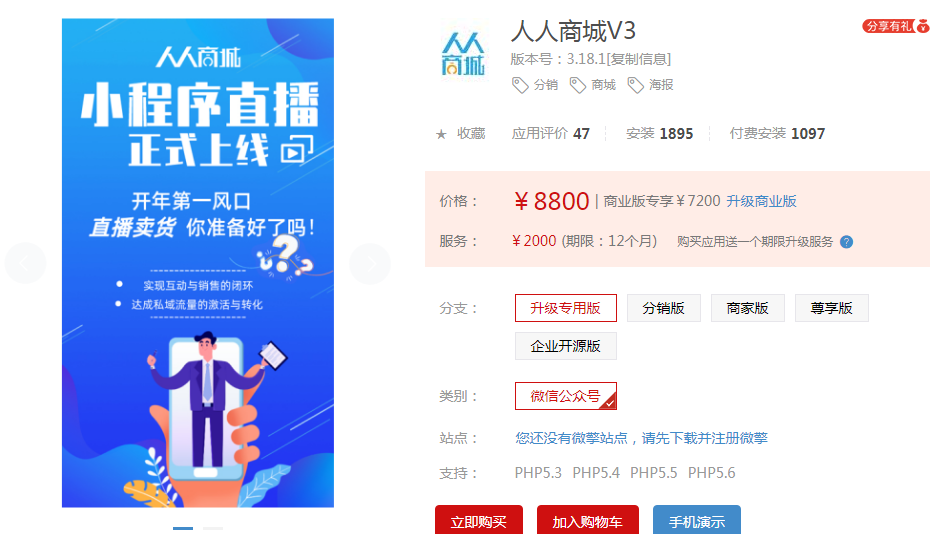 人人商城
小程序直播
正式上线
开年第一风口
直播卖货 你准备好了吗！
实现互动与销售的闭环
达成私域流量的激活与转化
人人
商城
人人商城V3
分享有礼
版本号：3.18.1[复制信息]
分销 商城 海报
★ 收藏 应用评价 47 安装 1895 付费安装 1097
价格： ¥ 8800 | 商业版专享 ¥ 7200 升级商业版
服务： ¥ 2000 (期限：12个月) 购买应用送一个期限升级服务 ?
分支： 升级专用版 分销版 商家版 尊享版
企业开源版
类别： 微信公众号
站点： 您还没有微擎站点，请先下载并注册微擎
支持： PHP5.3 PHP5.4 PHP5.5 PHP5.6
立即购买 加入购物车 手机演示